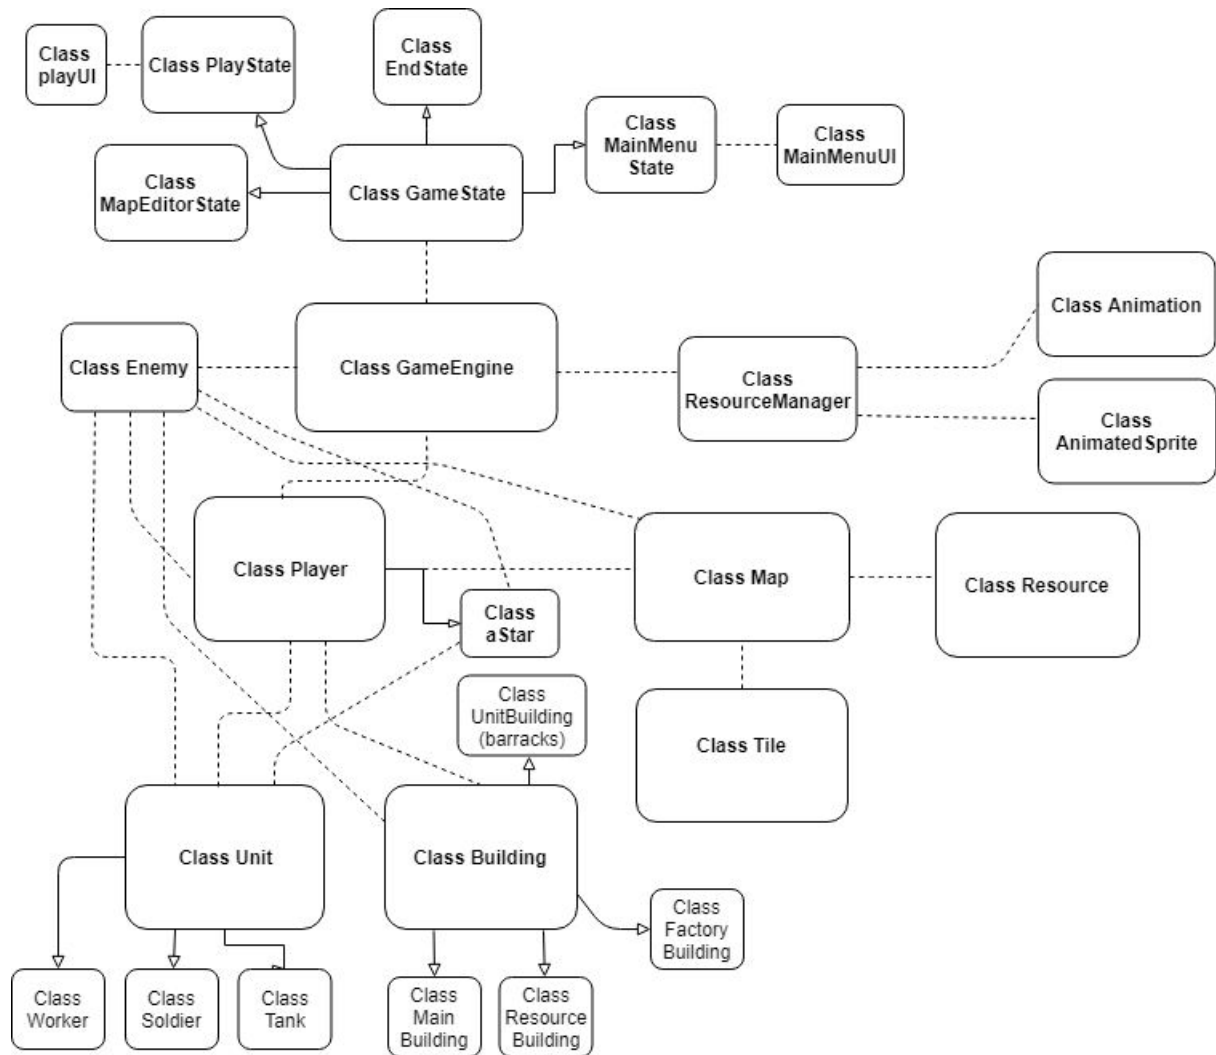 Class
playUI
Class PlayState
Class
EndState
Class
MainMenu
State
Class
MainMenuUI
Class
MapEditorState
Class GameState
Class Animation
Class Enemy
Class GameEngine
Class
ResourceManager
Class
AnimatedSprite
Class Player
Class Map
Class Resource
Class
aStar
Class
UnitBuilding
(barracks)
Class Tile
Class Unit
Class Building
Class
Factory
Building
Class
Worker
Class
Soldier
Class
Tank
Class
Main
Building
Class
Resource
Building